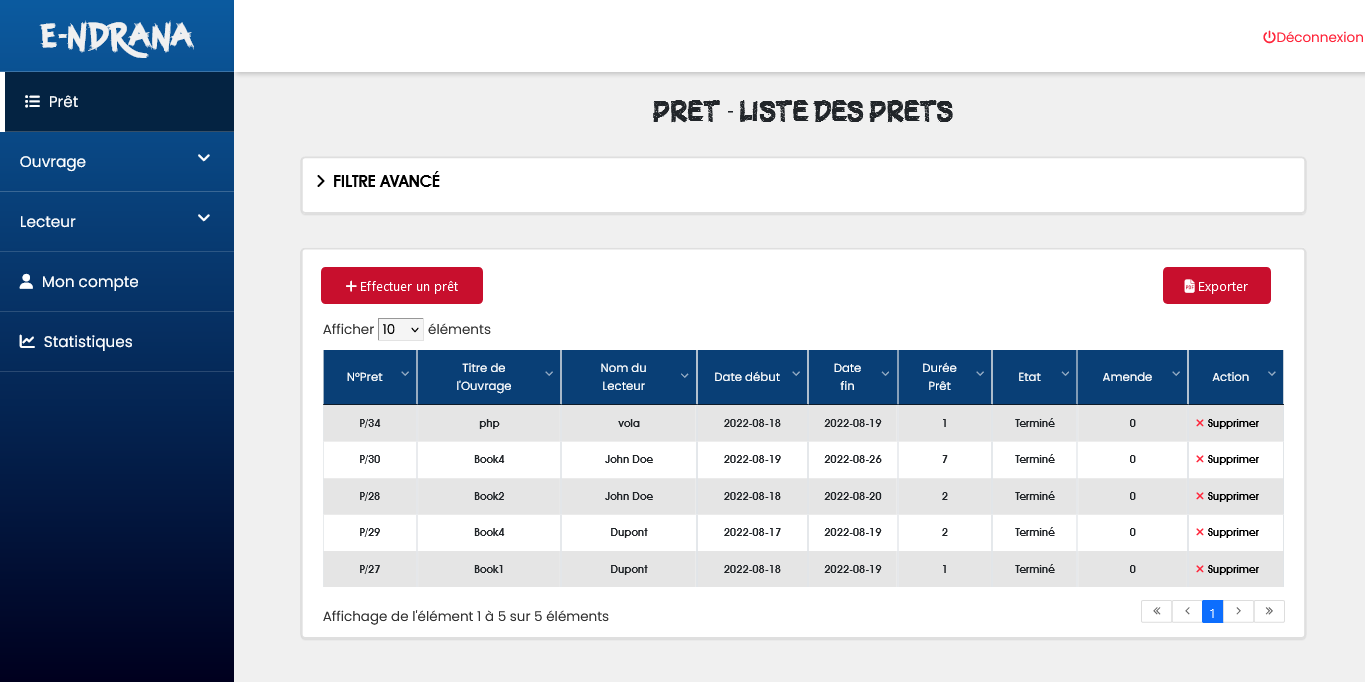 E-NDRANA
Déconnexion
Prêt
Ouvrage
Lecteur
Mon compte
Statistiques
PRET - LISTE DES PRETS
FILTRE AVANCÉ
Effectuer un prêt
Exporter
Afficher 10 éléments
N°Pret Titre de l'Ouvrage Nom du Lecteur Date début Date fin Durée Prêt Etat Amende Action
P/34 php vola 2022-08-18 2022-08-19 1 Terminé 0 Supprimer
P/30 Book4 John Doe 2022-08-19 2022-08-26 7 Terminé 0 Supprimer
P/28 Book2 John Doe 2022-08-18 2022-08-20 2 Terminé 0 Supprimer
P/29 Book4 Dupont 2022-08-17 2022-08-19 2 Terminé 0 Supprimer
P/27 Book1 Dupont 2022-08-18 2022-08-19 1 Terminé 0 Supprimer
Affichage de l'élément 1 à 5 sur 5 éléments
« ‹ 1 › »